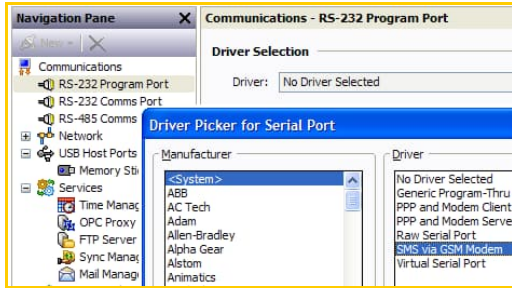 Navigation Pane X
New
Communications
RS-232 Program Port
RS-232 Comms Port
RS-485 Comms
Network
USB Host Ports
Memory Sti
Services
Time Manag
OPC Proxy
FTP Server
Sync Manag
Mail Manag
Communications - RS-232 Program Port
Driver Selection
Driver: No Driver Selected
Driver Picker for Serial Port
Manufacturer
<System>
ABB
AC Tech
Adam
Allen-Bradley
Alpha Gear
Alstom
Animatics
Driver
No Driver Selected
Generic Program-Thru
PPP and Modem Client
PPP and Modem Serve
Raw Serial Port
SMS via GSM Modem
Virtual Serial Port